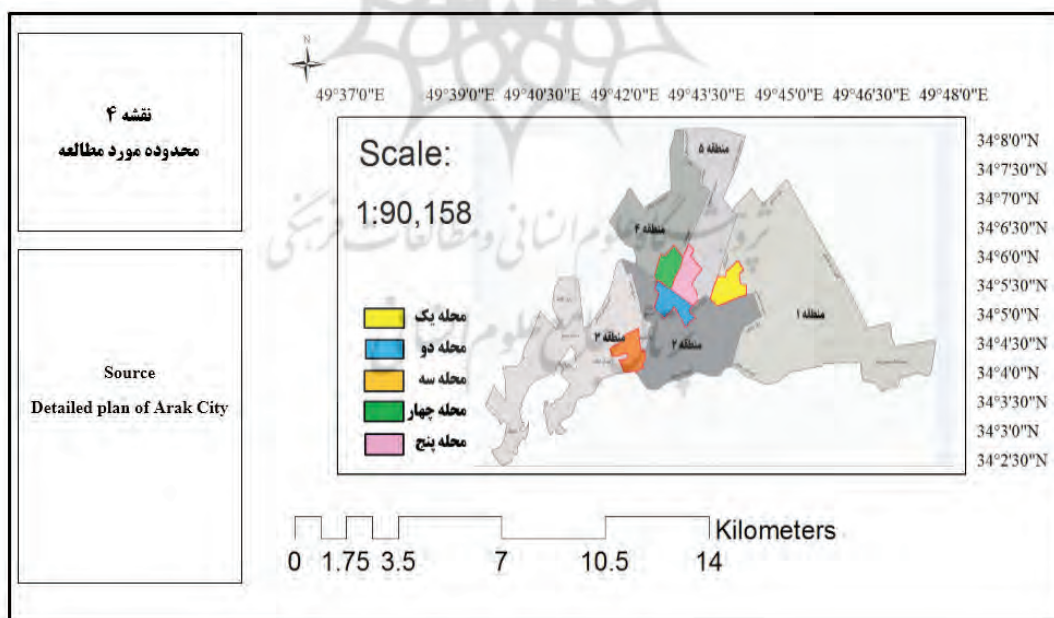 نقشه ۴
محدوده مورد مطالعه
Source
Detailed plan of Arak City
N
49°37'0"E 49°39'0"E 49°40'30"E 49°42'0"E 49°43'30"E 49°45'0"E 49°46'30"E 49°48'0"E
Scale:
1:90,158
34°8'0"N
34°7'30"N
34°7'0"N
34°6'30"N
34°6'0"N
34°5'30"N
34°5'0"N
34°4'30"N
34°4'0"N
34°3'30"N
34°3'0"N
34°2'30"N
منطقه ۵
منطقه ۴
منطقه ۱
منطقه ۳
منطقه ۲
محله یک
محله دو
محله سه
محله چهار
محله پنج
Kilometers
0 1.75 3.5 7 10.5 14